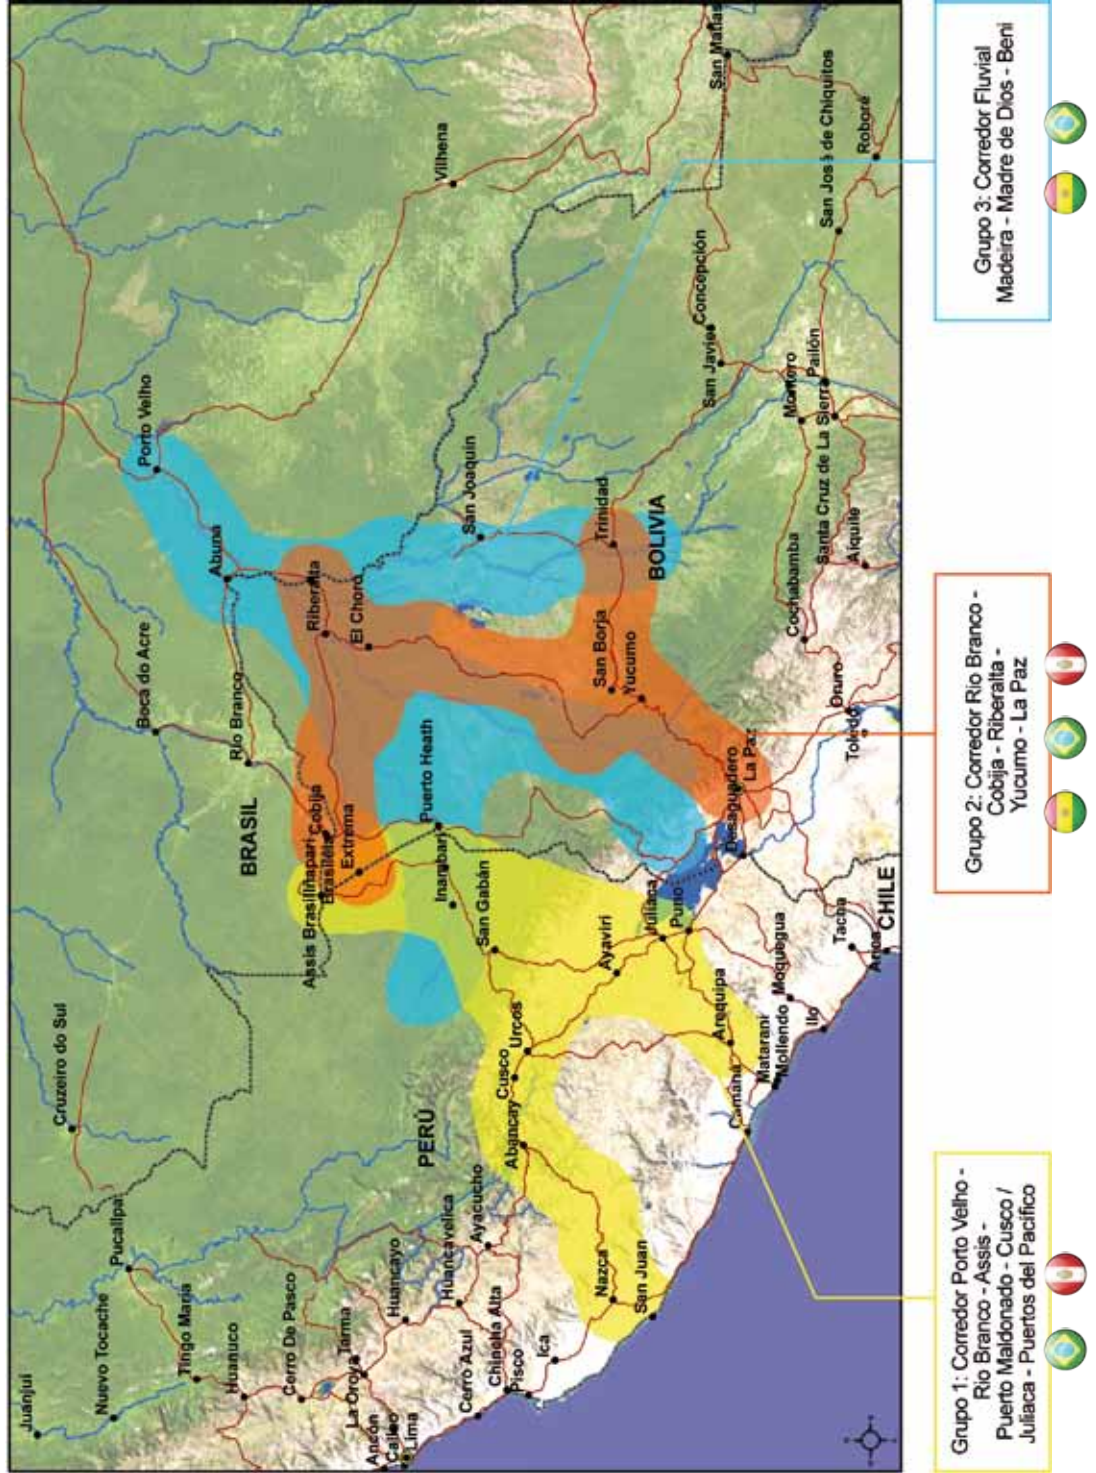 Juanjui
Nuevo Tocache
Tingo Maria
Huanuco
Cerro De Pasco
La Oroya
Tarma
Ancón
Callao
Lima
Huancayo
Huancavelica
Ayacucho
Cerro Azul
Chincha Alta
Pisco
Ica
Nazca
San Juan
Pucallpa
Cruzeiro do Sul
PERÚ
Abancay
Cusco
Urcos
Camaná
Matarani
Mollendo
Arequipa
Moquegua
Ilo
Tacna
Arica
CHILE
Ayaviri
Juliaca
Puno
San Gabán
Inambari
Puerto Heath
Assis Brasil
Iñapari
Brasiléia
Cobija
Extrema
BRASIL
Rio Branco
Boca do Acre
Abuna
Porto Velho
Riberalta
El Choro
San Joaquin
Trinidad
San Borja
Yucumo
BOLIVIA
Desaguadero
La Paz
Toledo
Oruro
Cochabamba
Aiquile
Santa Cruz de La Sierra
Montero
Pailón
San Javier
Concepción
San José de Chiquitos
Roboré
San Matías
Vilhena
Grupo 1: Corredor Porto Velho -
Rio Branco - Assis -
Puerto Maldonado - Cusco /
Juliaca - Puertos del Pacífico
Grupo 2: Corredor Rio Branco -
Cobija - Riberalta -
Yucumo - La Paz
Grupo 3: Corredor Fluvial
Madeira - Madre de Dios - Beni